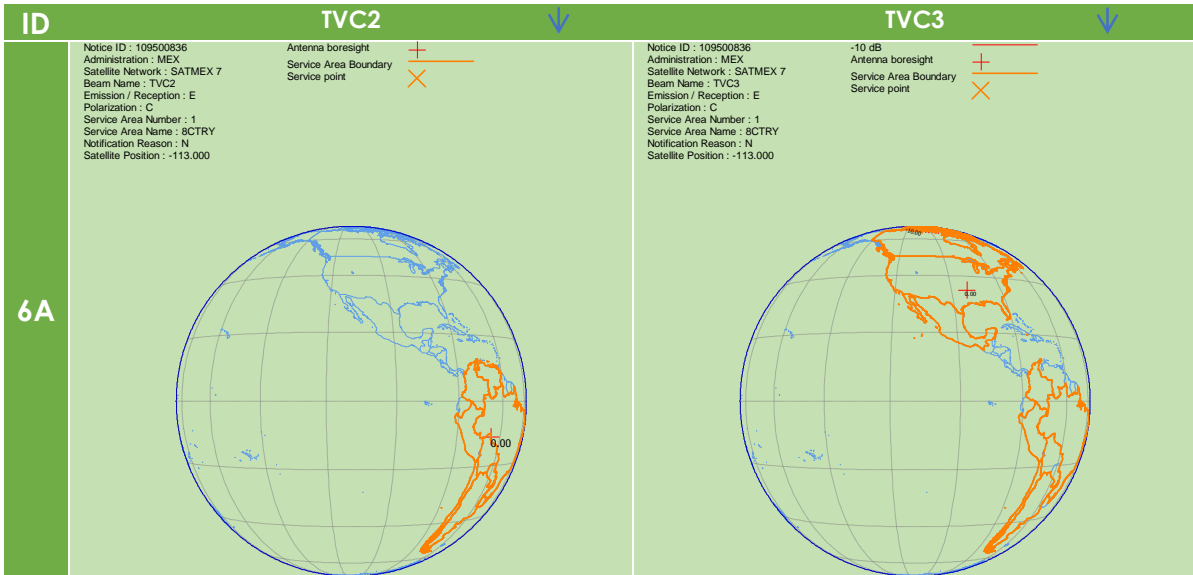 ID
TVC2
TVC3
6A
Notice ID : 109500836
Administration : MEX
Satellite Network : SATMEX 7
Beam Name : TVC2
Emission / Reception : E
Polarization : C
Service Area Number : 1
Service Area Name : 8CTRY
Notification Reason : N
Satellite Position : -113.000
Antenna boresight
Service Area Boundary
Service point
0.00
Notice ID : 109500836
Administration : MEX
Satellite Network : SATMEX 7
Beam Name : TVC3
Emission / Reception : E
Polarization : C
Service Area Number : 1
Service Area Name : 8CTRY
Notification Reason : N
Satellite Position : -113.000
-10 dB
Antenna boresight
Service Area Boundary
Service point
-10.00
0.00